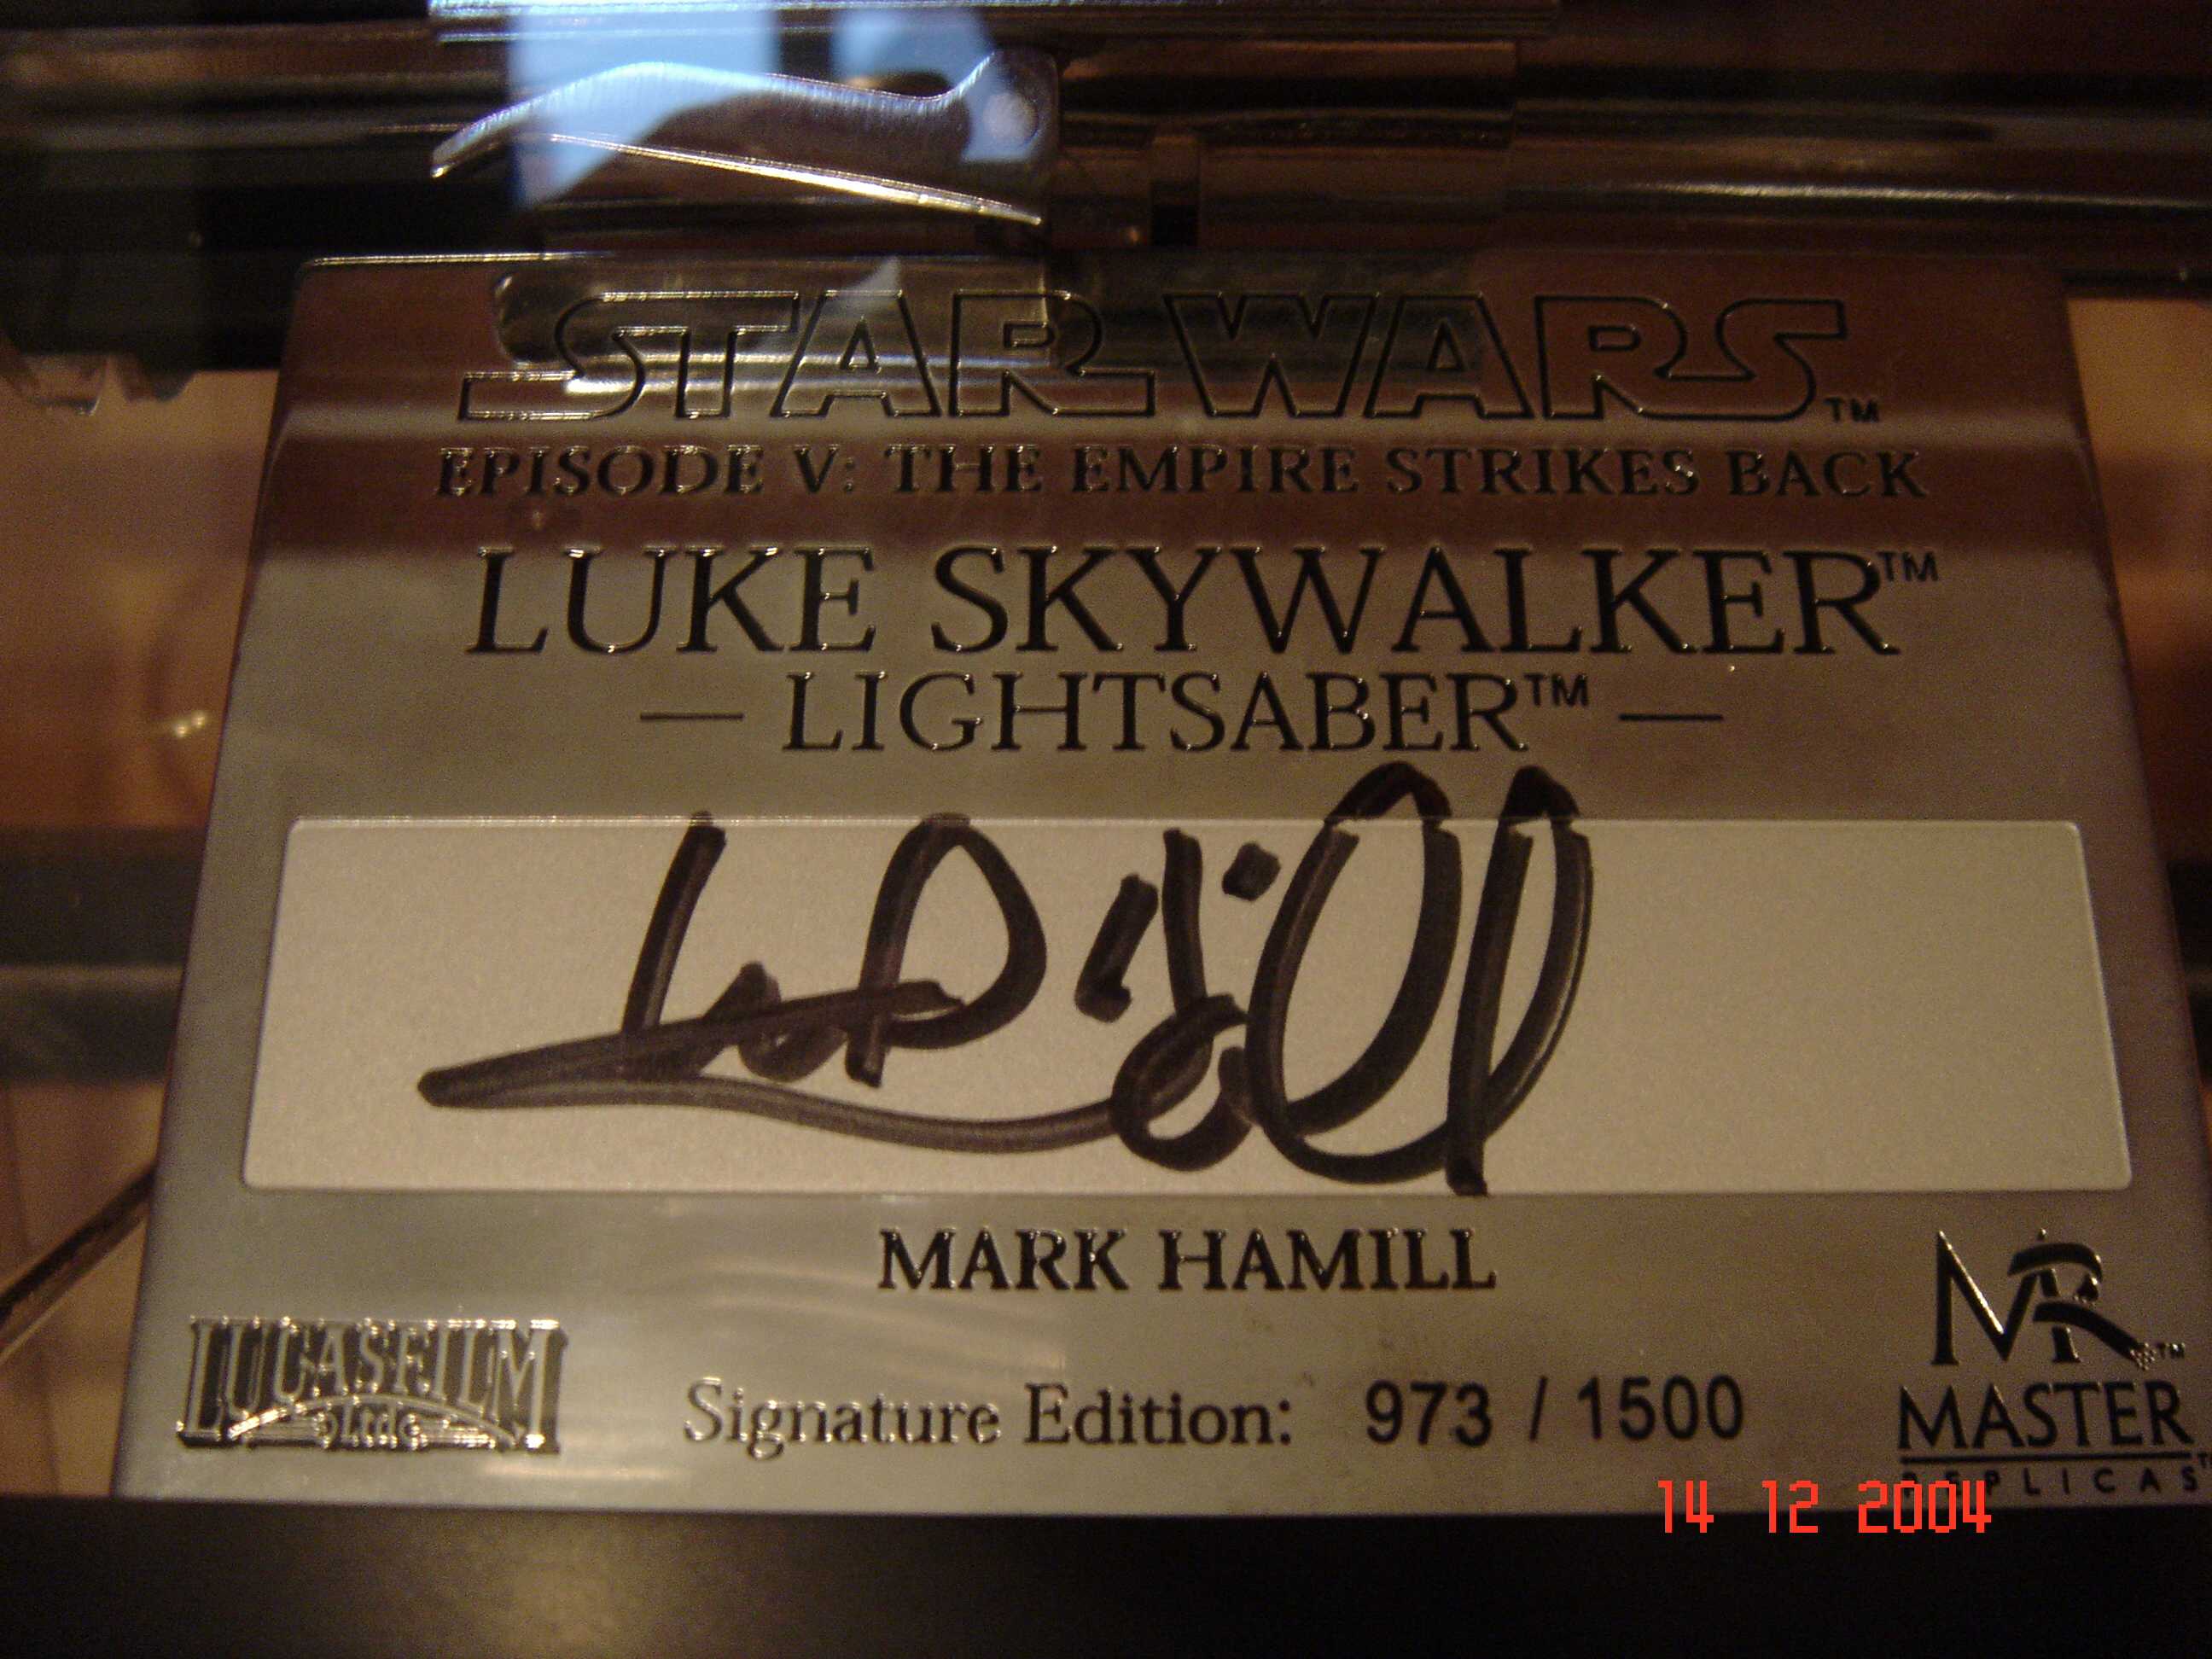 STAR WARS™
EPISODE V: THE EMPIRE STRIKES BACK
LUKE SKYWALKER™
— LIGHTSABER™ —
MARK HAMILL
LUCASFILM
Ltd.
Signature Edition: 973 / 1500
MR™
MASTER
REPLICAS™
14 12 2004